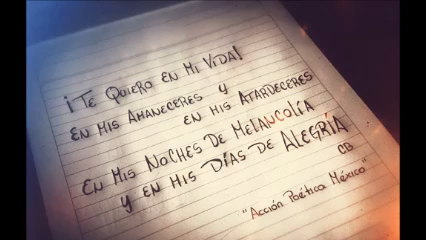 ¡TE QUIERO EN MI VIDA!
EN MIS AMANECERES Y
EN MIS ATARDECERES
EN MIS NOCHES DE MELANCOLÍA
Y EN MIS DÍAS DE ALEGRÍA
CB
"Acción Poética México"